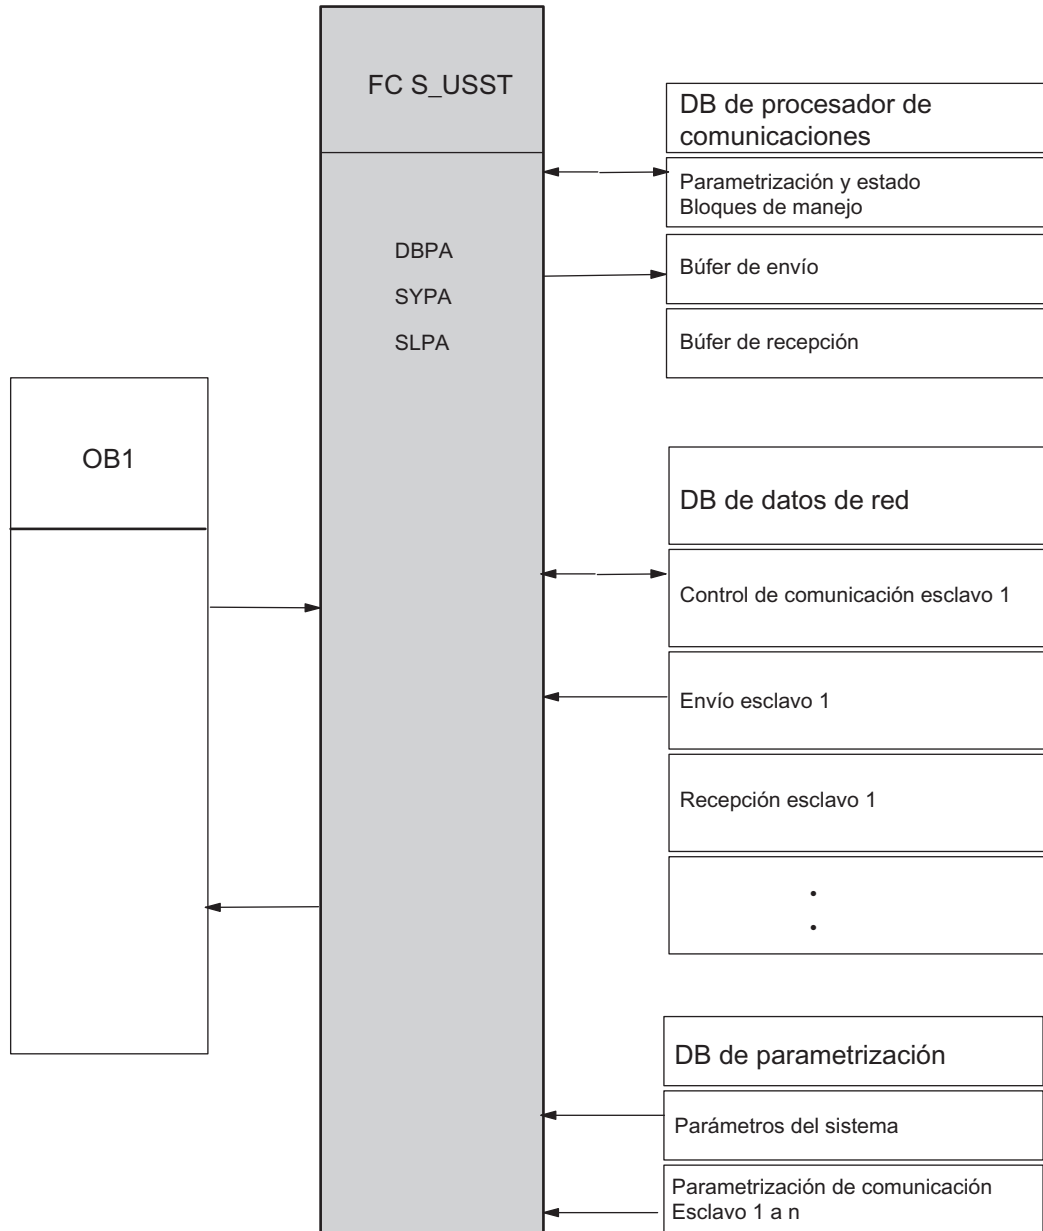 FC S_USST
DBPA
SYPA
SLPA
OB1
DB de procesador de
comunicaciones
Parametrización y estado
Bloques de manejo
Búfer de envío
Búfer de recepción
DB de datos de red
Control de comunicación esclavo 1
Envío esclavo 1
Recepción esclavo 1
.
.
DB de parametrización
Parámetros del sistema
Parametrización de comunicación
Esclavo 1 a n